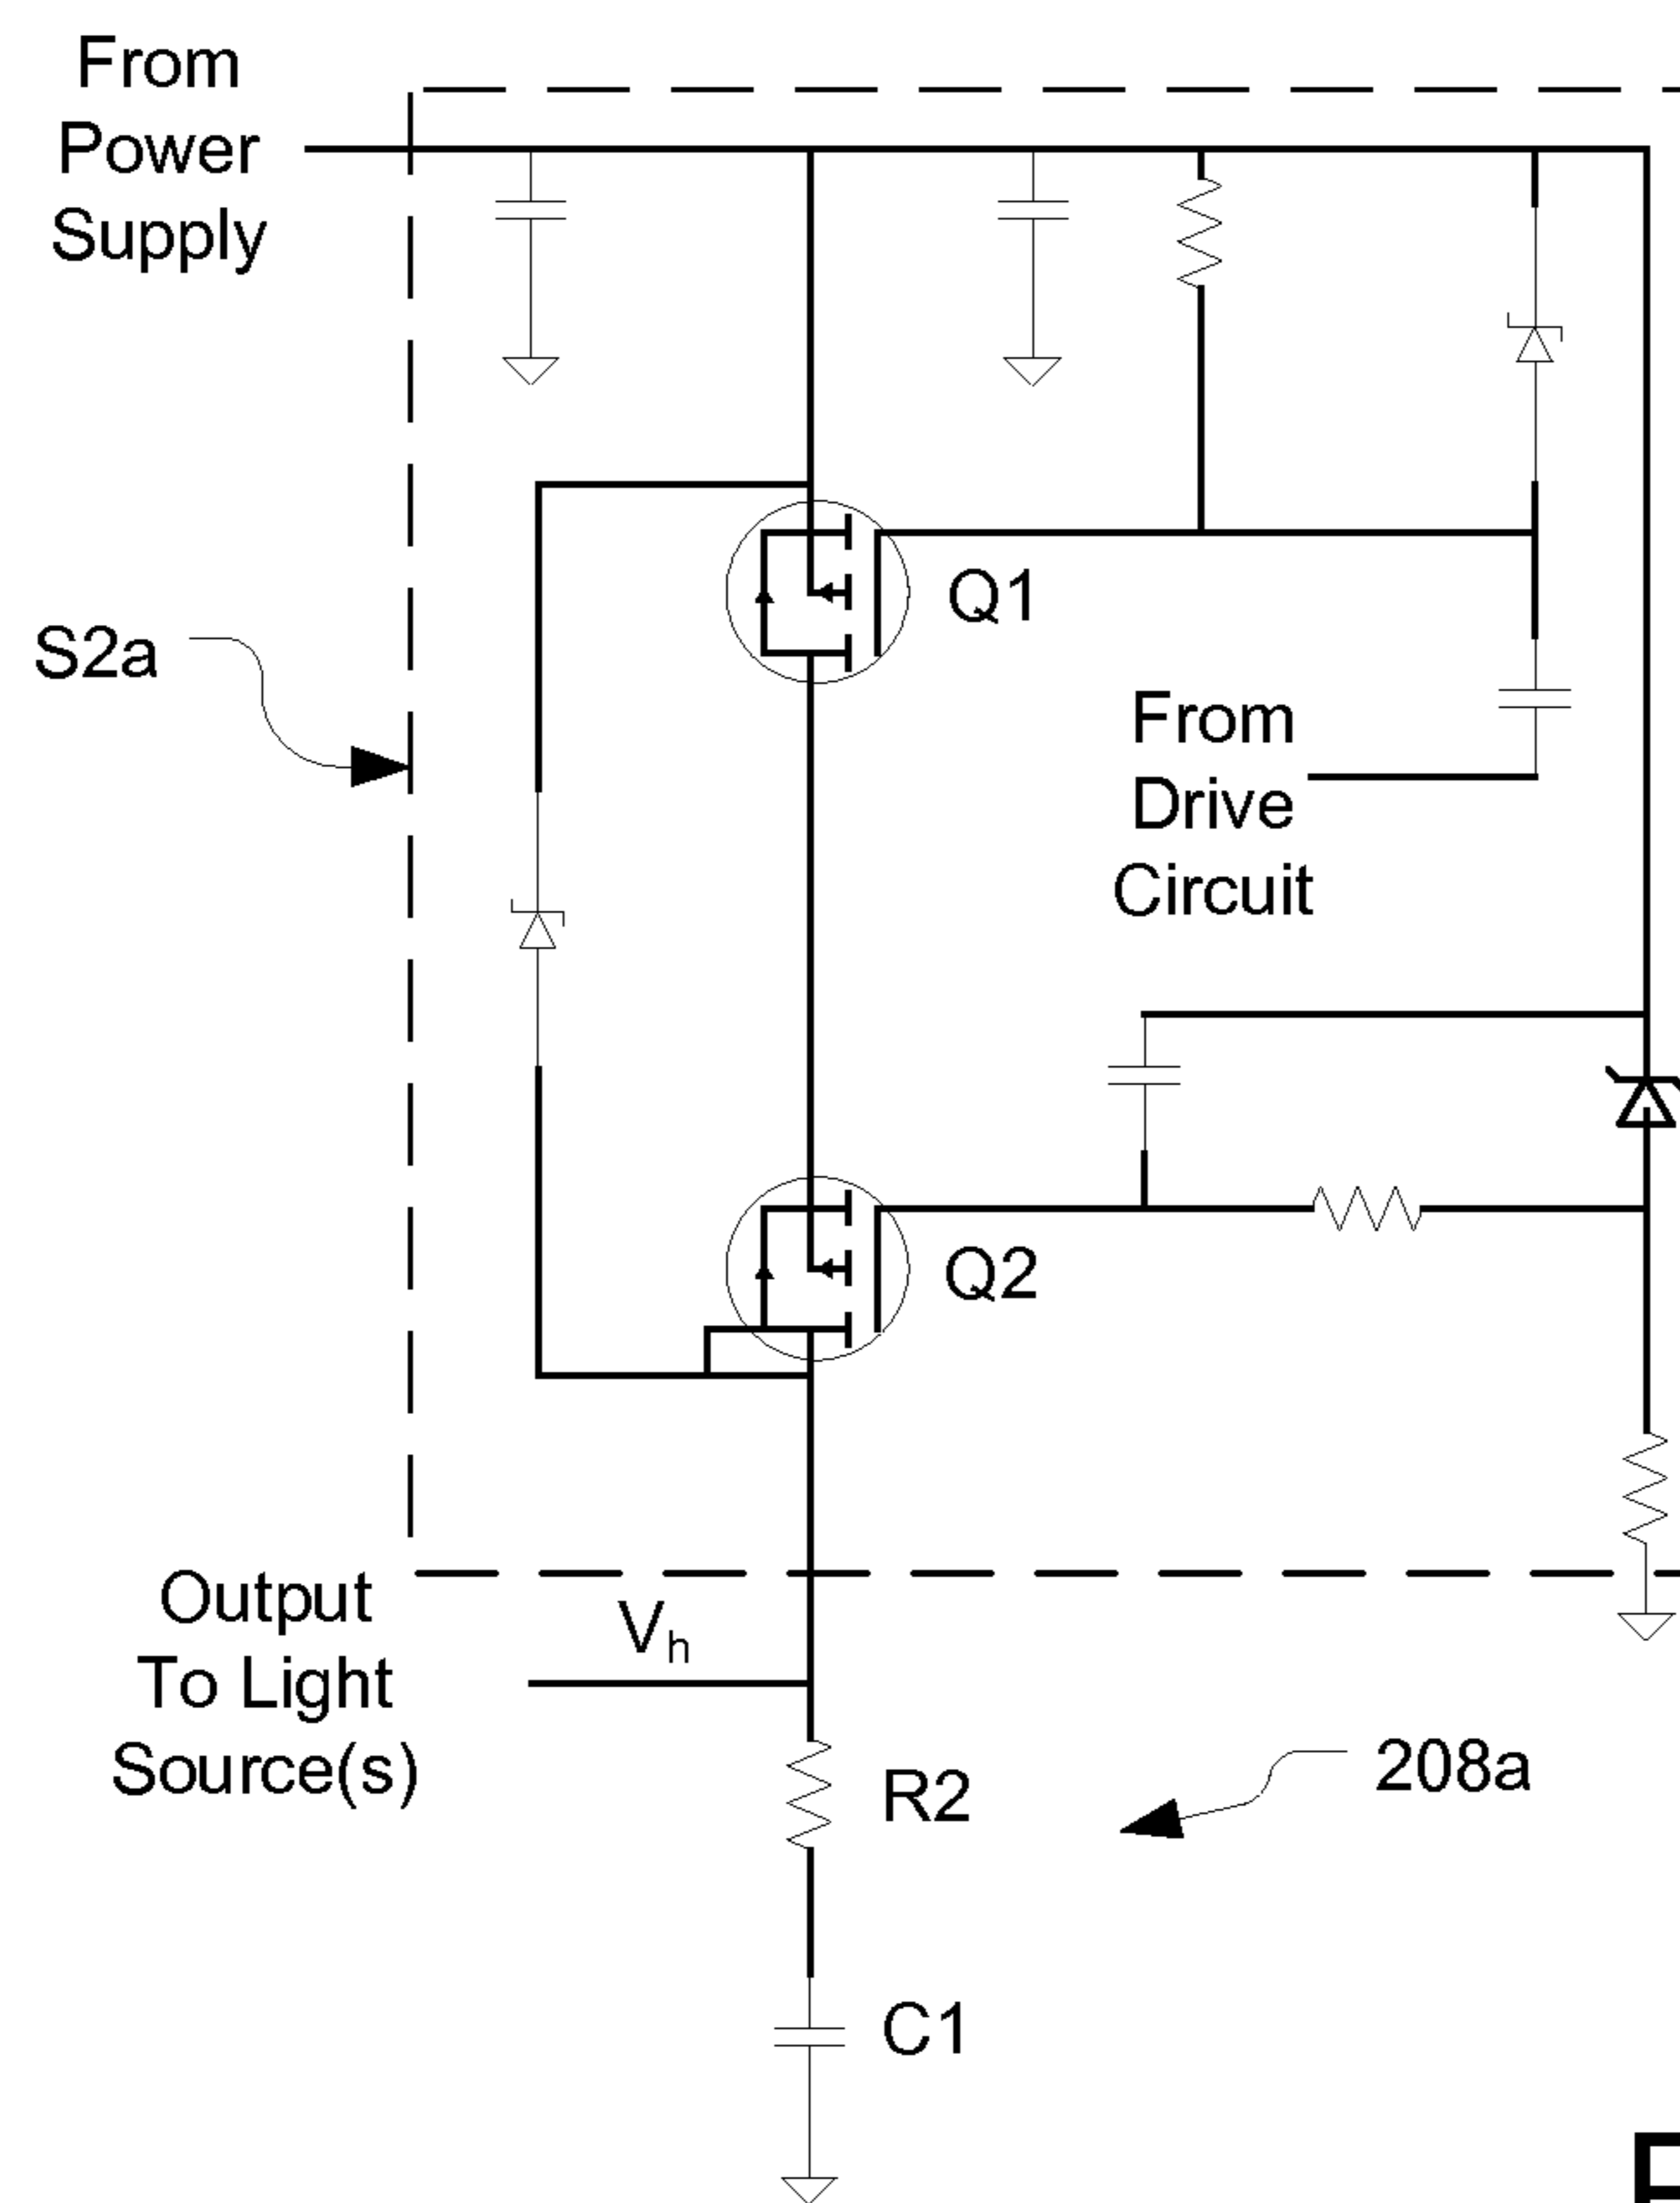 From
Power
Supply
Q1
S2a
From
Drive
Circuit
Q2
Output
To Light
Source(s)
Vh
R2
208a
C1